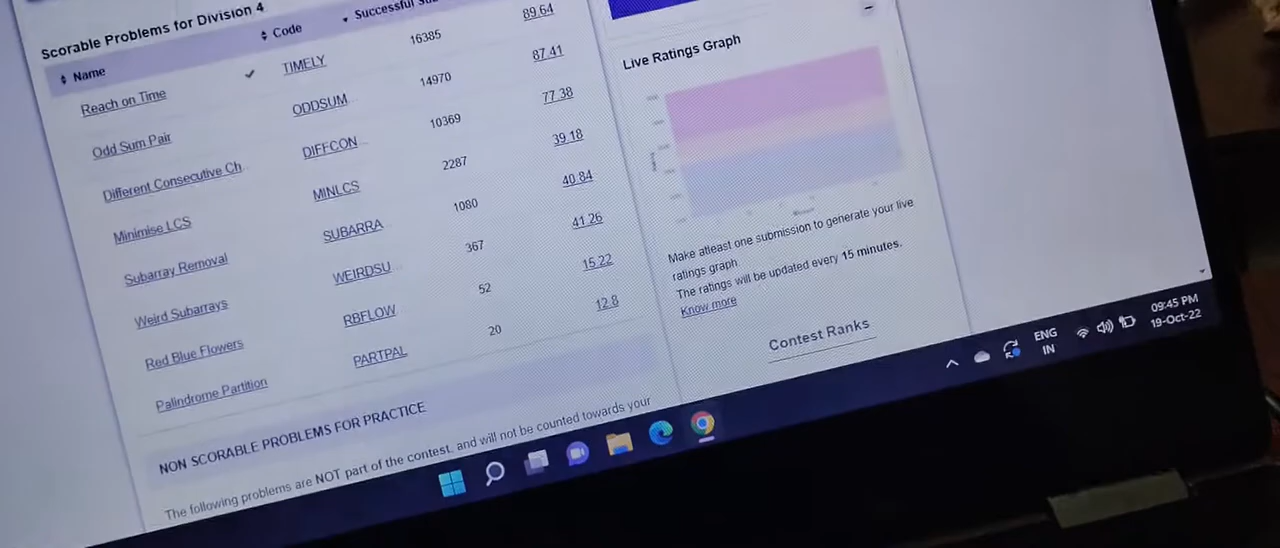 Scorable Problems for Division 4
Name Code Successful
Reach on Time TIMELY 16385 89.64
Odd Sum Pair ODDSUM 14970 87.41
Different Consecutive Ch DIFFCON 10369 77.38
Minimise LCS MINLCS 2287 39.18
Subarray Removal SUBARRA 1080 40.84
Weird Subarrays WEIRDSU 367 41.26
Red Blue Flowers RBFLOW 52 15.22
Palindrome Partition PARTPAL 20 12.8
NON SCORABLE PROBLEMS FOR PRACTICE
The following problems are NOT part of the contest, and will not be counted towards your
Live Ratings Graph
Make atleast one submission to generate your live
ratings graph
The ratings will be updated every 15 minutes.
Know more
Contest Ranks
ENG
IN
09:45 PM
19-Oct-22